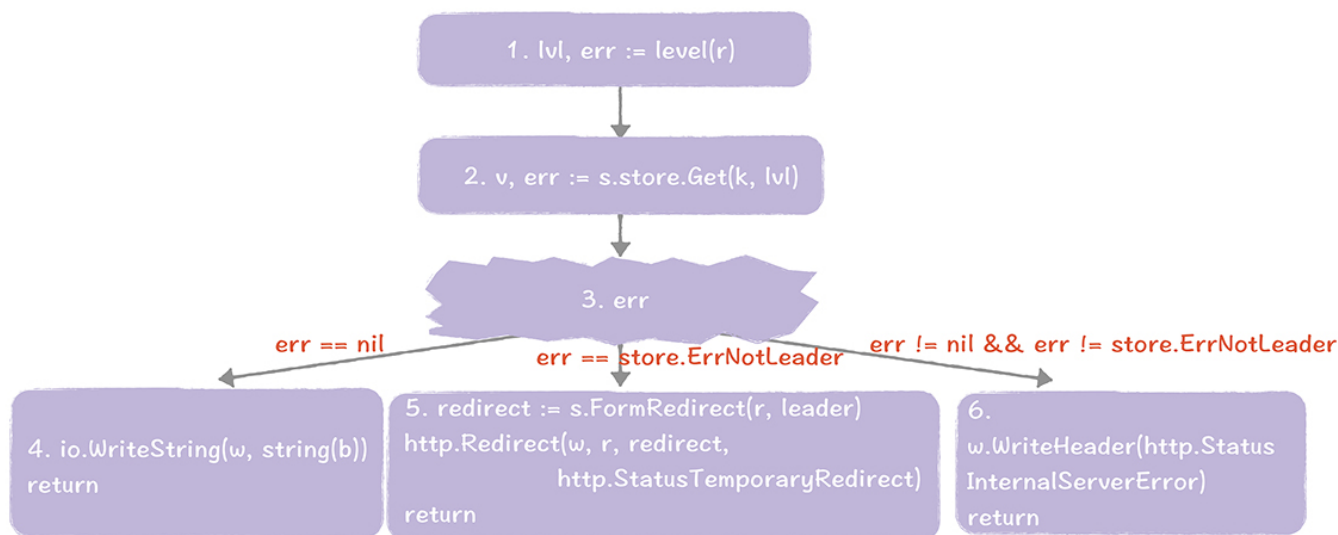 1. lvl, err := level(r)
2. v, err := s.store.Get(k, lvl)
3. err
err == nil
err == store.ErrNotLeader
err != nil && err != store.ErrNotLeader
4. io.WriteString(w, string(b))
return
5. redirect := s.FormRedirect(r, leader)
http.Redirect(w, r, redirect,
http.StatusTemporaryRedirect)
return
6.
w.WriteHeader(http.Status
InternalServerError)
return